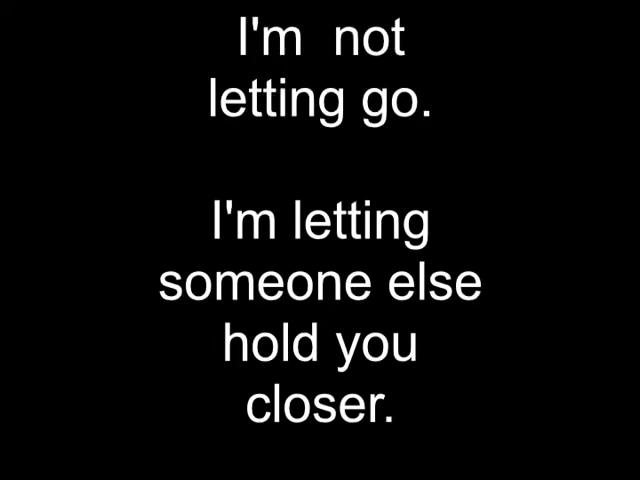 I'm  not
letting go.
I'm letting
someone else
hold you
closer.